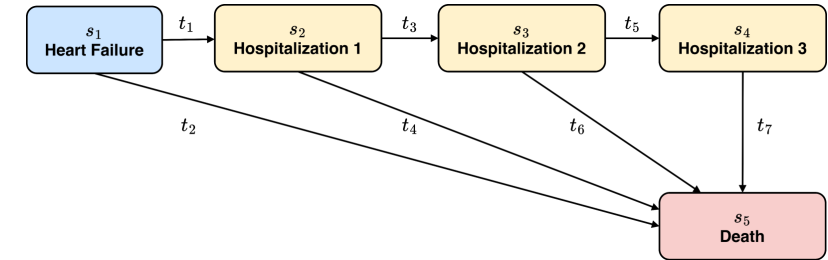 s₁
Heart Failure
t₁
s₂
Hospitalization 1
t₃
s₃
Hospitalization 2
t₅
s₄
Hospitalization 3
t₂
t₄
t₆
t₇
s₅
Death